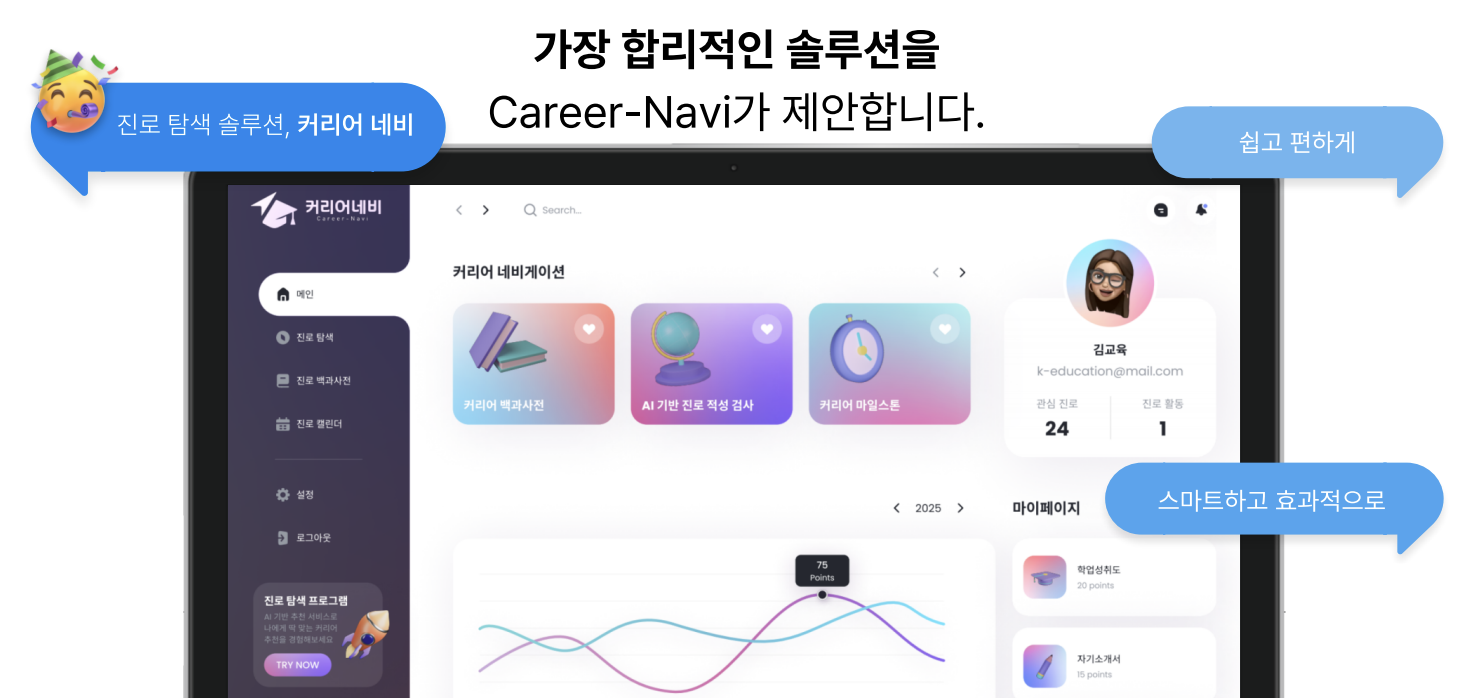 가장 합리적인 솔루션을
Career-Navi가 제안합니다.
진로 탐색 솔루션, 커리어 네비
쉽고 편하게
커리어네비
Career-Navi
Search...
메인
진로 탐색
진로 백과사전
진로 캘린더
설정
로그아웃
진로 탐색 프로그램
AI 기반 추천 서비스로
나에게 딱 맞는 커리어
추천을 경험해보세요
TRY NOW
커리어 네비게이션
커리어 백과사전
AI 기반 진로 적성 검사
커리어 마일스톤
김교육
k-education@mail.com
관심 진로
진로 활동
24
1
스마트하고 효과적으로
2025
75
Points
마이페이지
학업성취도
20 points
자기소개서
15 points